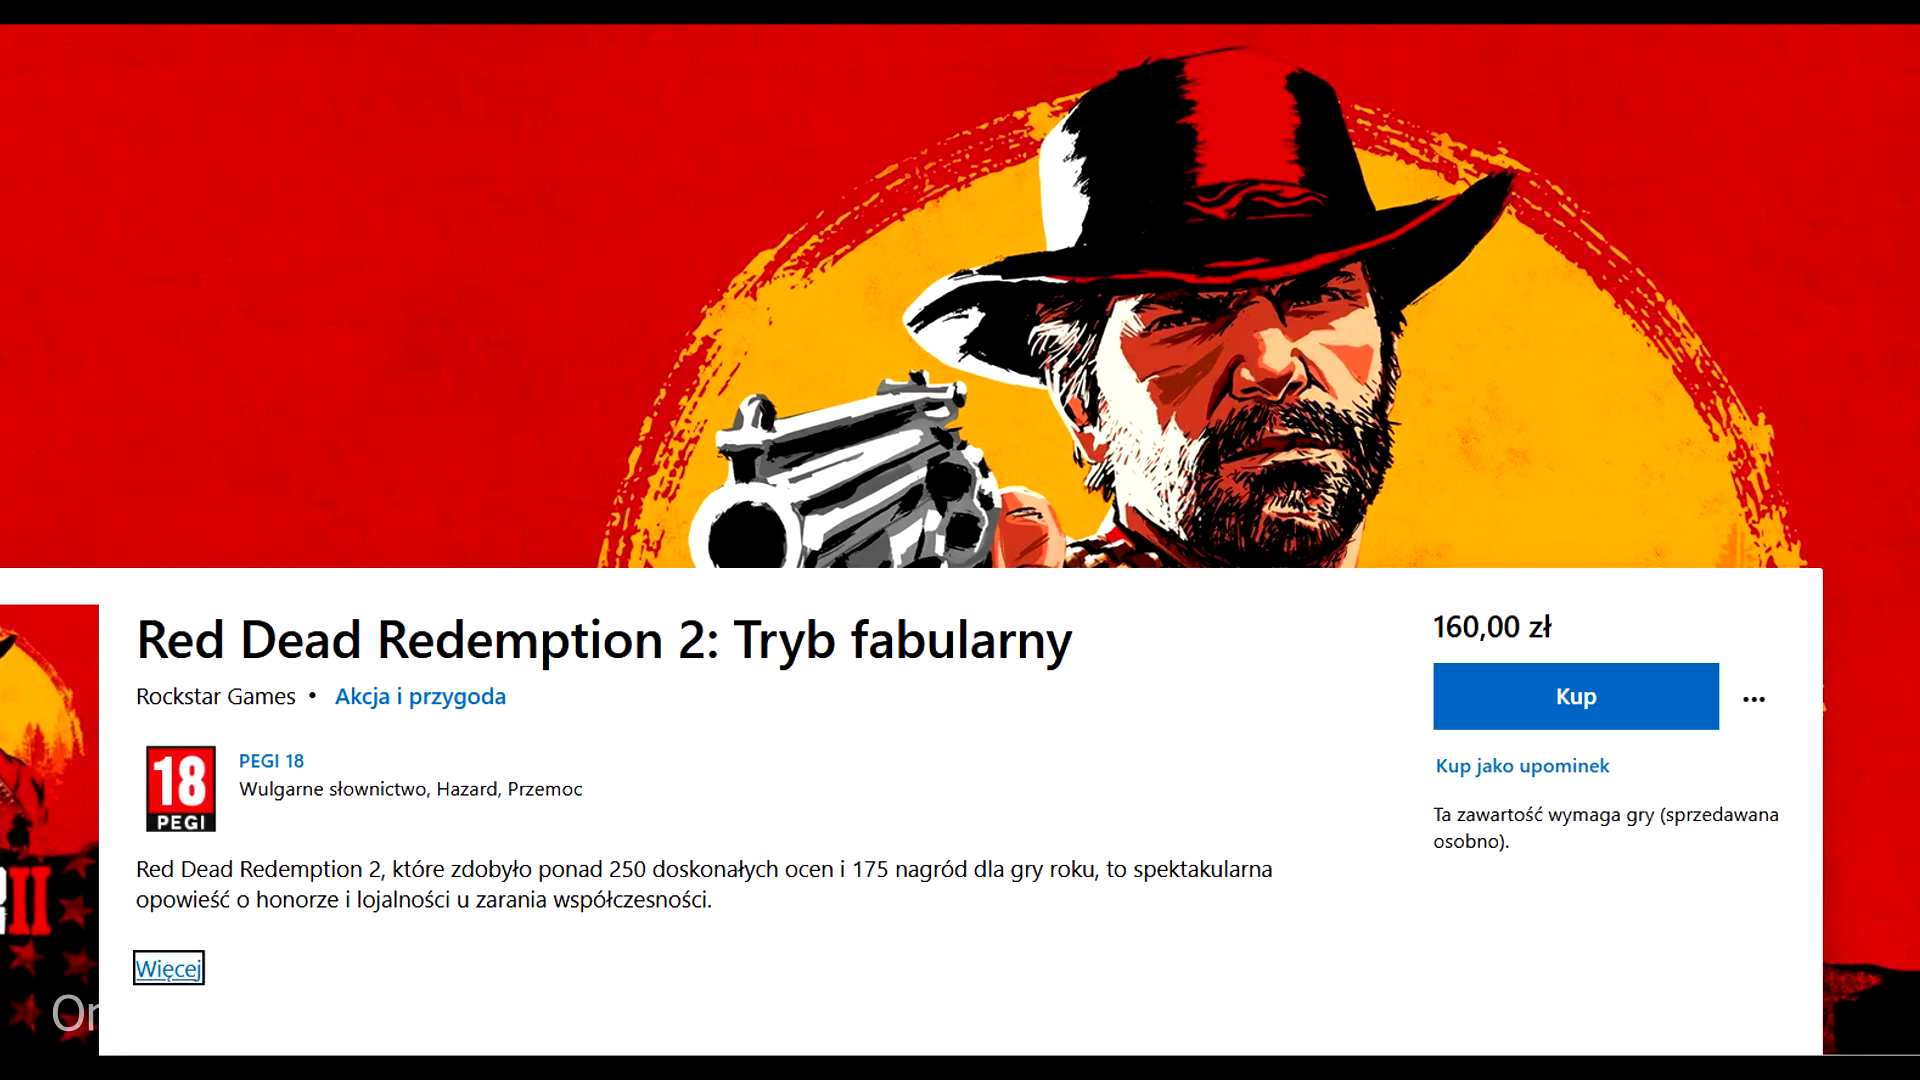 Red Dead Redemption 2: Tryb fabularny
Rockstar Games • Akcja i przygoda
18
PEGI
PEGI 18
Wulgarne słownictwo, Hazard, Przemoc
Red Dead Redemption 2, które zdobyło ponad 250 doskonałych ocen i 175 nagród dla gry roku, to spektakularna
opowieść o honorze i lojalności u zarania współczesności.
Więcej
160,00 zł
Kup
Kup jako upominek
Ta zawartość wymaga gry (sprzedawana
osobno).
II